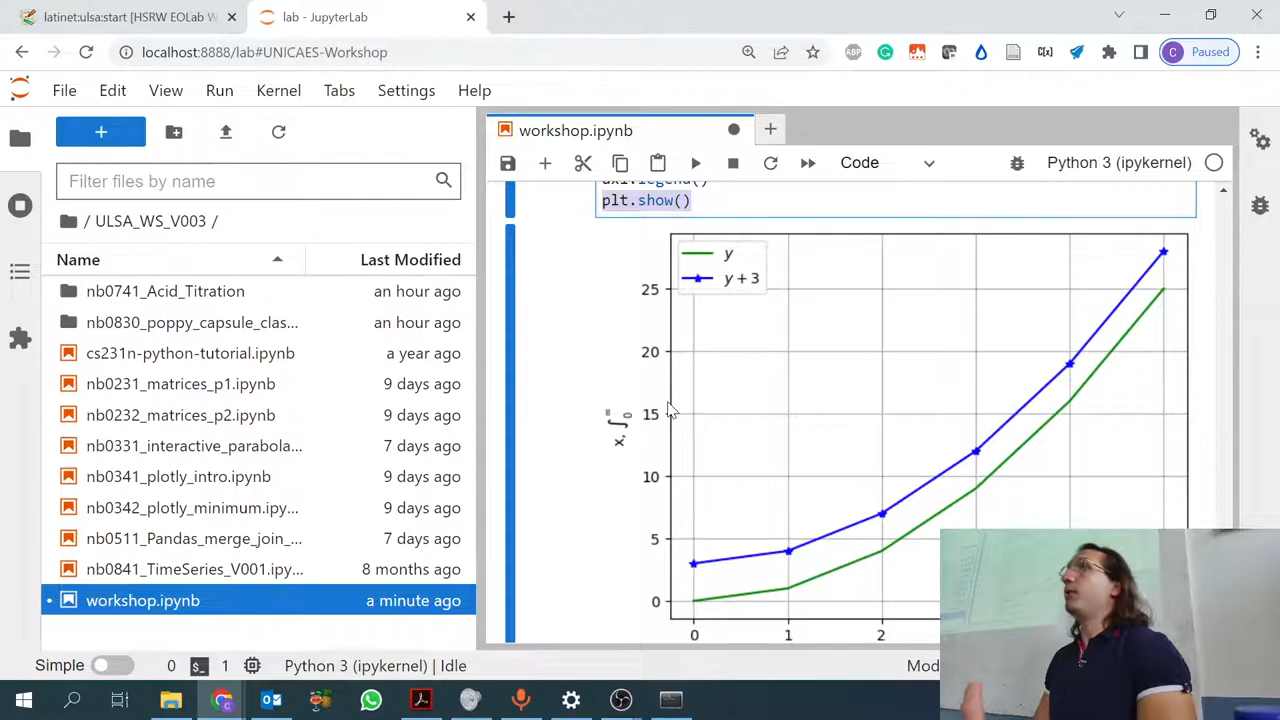 latinet:ulsa:start [HSRW EOLab W
lab - JupyterLab
localhost:8888/lab#UNICAES-Workshop
ABP
C[x]
C Paused
File Edit View Run Kernel Tabs Settings Help
Filter files by name
/ ULSA_WS_V003 /
Name Last Modified
nb0741_Acid_Titration an hour ago
nb0830_poppy_capsule_clas... an hour ago
cs231n-python-tutorial.ipynb a year ago
nb0231_matrices_p1.ipynb 9 days ago
nb0232_matrices_p2.ipynb 9 days ago
nb0331_interactive_parabola... 7 days ago
nb0341_plotly_intro.ipynb 9 days ago
nb0342_plotly_minimum.ipy... 9 days ago
nb0511_Pandas_merge_join_... 7 days ago
nb0841_TimeSeries_V001.ipy... 8 months ago
workshop.ipynb a minute ago
workshop.ipynb
Code
Python 3 (ipykernel)
ax1.legend()
plt.show()
y
y + 3
25
20
15
10
5
0
x, ∫₀^∞
0 1 2
Simple 0 1 Python 3 (ipykernel) | Idle
Mod